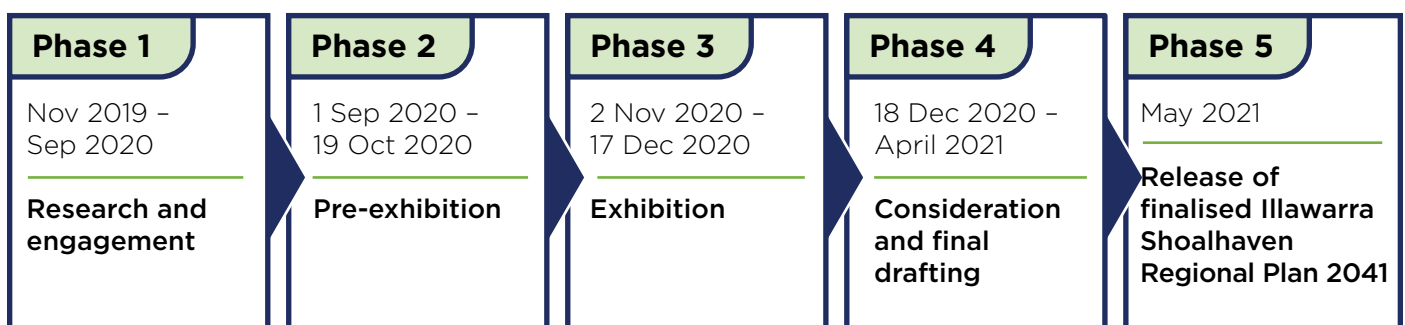 Phase 1
Nov 2019 –
Sep 2020
Research and
engagement
Phase 2
1 Sep 2020 –
19 Oct 2020
Pre-exhibition
Phase 3
2 Nov 2020 –
17 Dec 2020
Exhibition
Phase 4
18 Dec 2020 –
April 2021
Consideration
and final
drafting
Phase 5
May 2021
Release of
finalised Illawarra
Shoalhaven
Regional Plan 2041